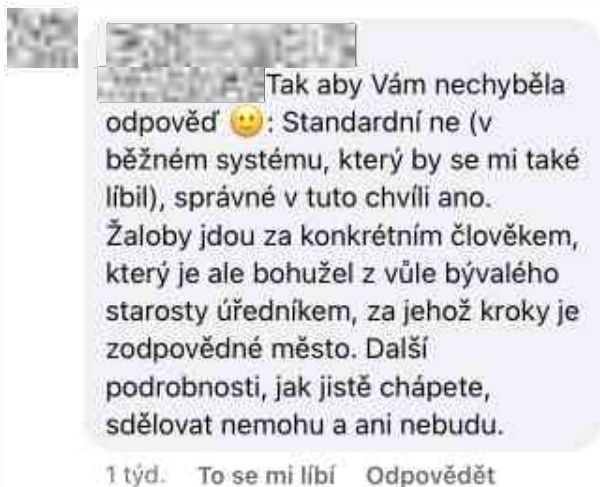 Tak aby Vám nechyběla
odpověď 🙂: Standardní ne (v
běžném systému, který by se mi také
líbil), správné v tuto chvíli ano.
Žaloby jdou za konkrétním člověkem,
který je ale bohužel z vůle bývalého
starosty úředníkem, za jehož kroky je
zodpovědné město. Další
podrobnosti, jak jistě chápete,
sdělovat nemohu a ani nebudu.
1 týd. To se mi líbí Odpovědět